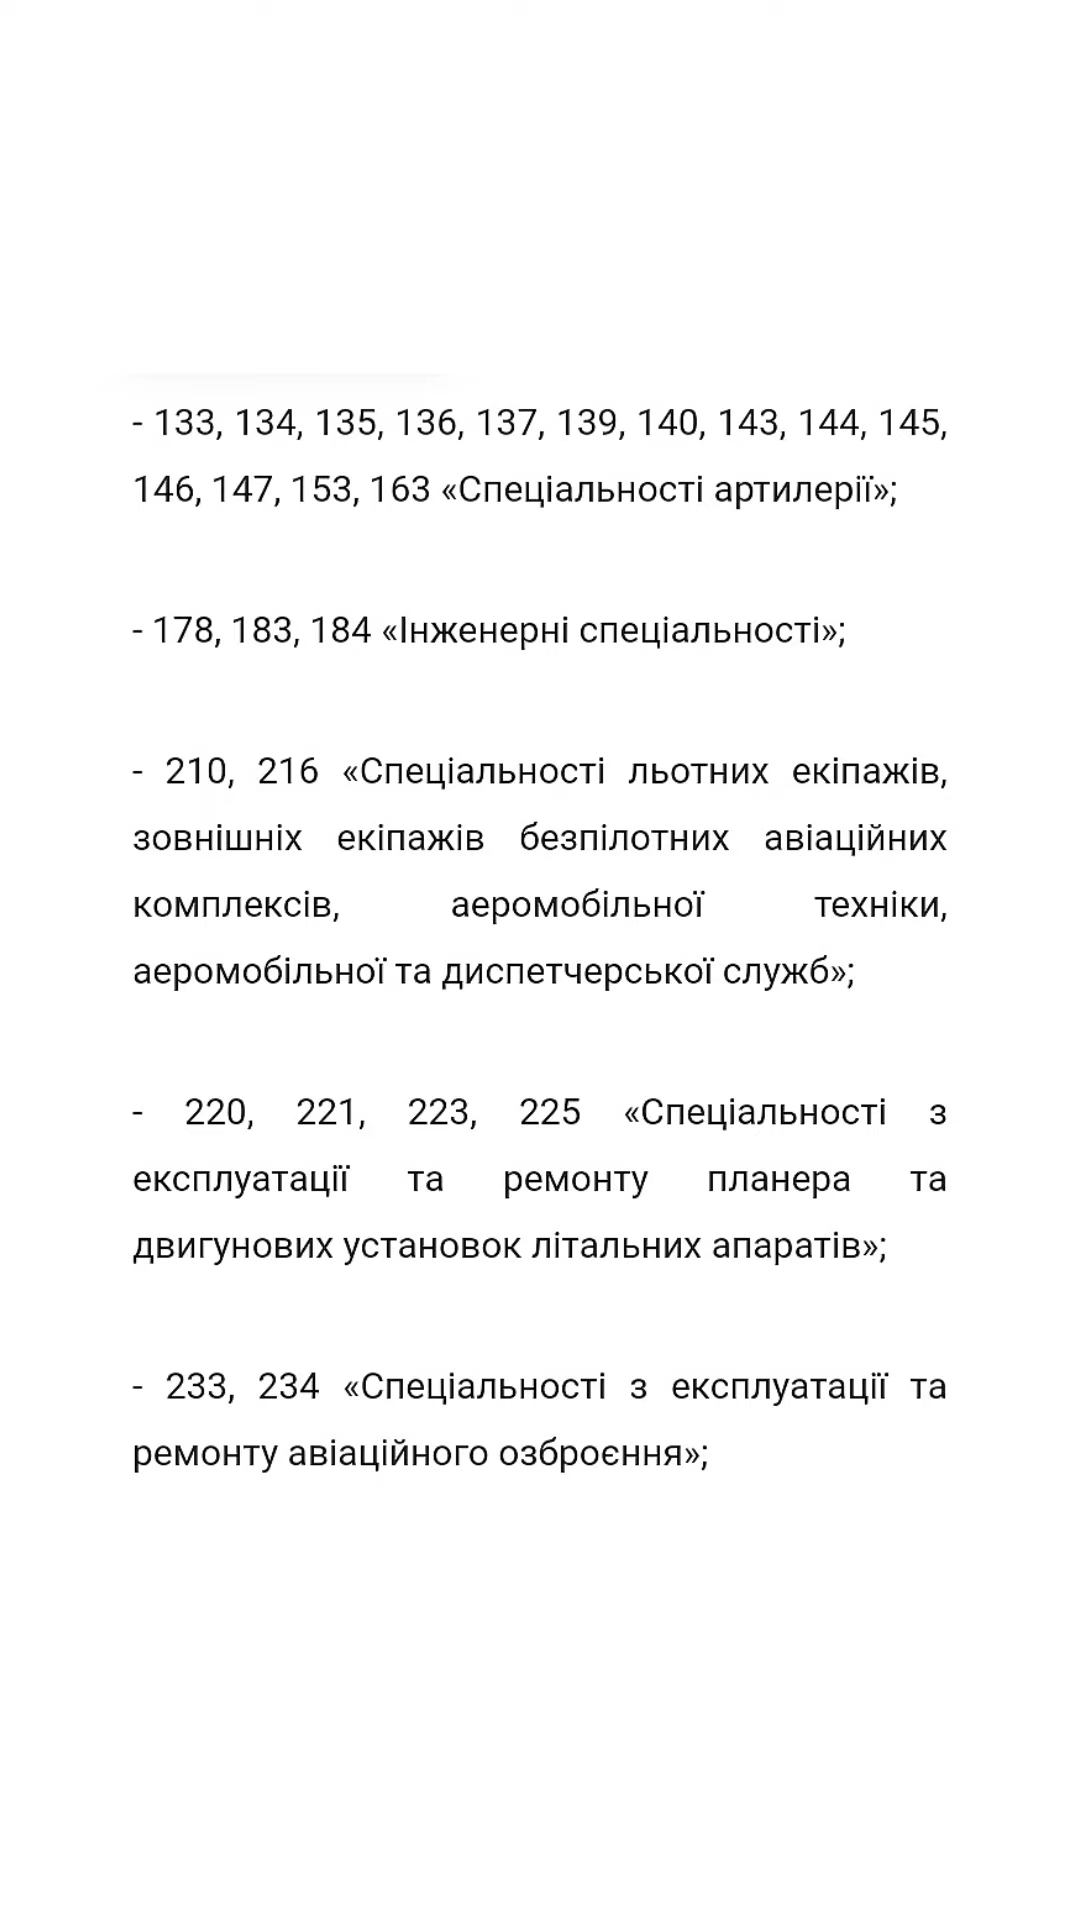 - 133, 134, 135, 136, 137, 139, 140, 143, 144, 145,
146, 147, 153, 163 «Спеціальності артилерії»;
- 178, 183, 184 «Інженерні спеціальності»;
- 210, 216 «Спеціальності льотних екіпажів,
зовнішніх екіпажів безпілотних авіаційних
комплексів, аеромобільної техніки,
аеромобільної та диспетчерської служб»;
- 220, 221, 223, 225 «Спеціальності з
експлуатації та ремонту планера та
двигунових установок літальних апаратів»;
- 233, 234 «Спеціальності з експлуатації та
ремонту авіаційного озброєння»;